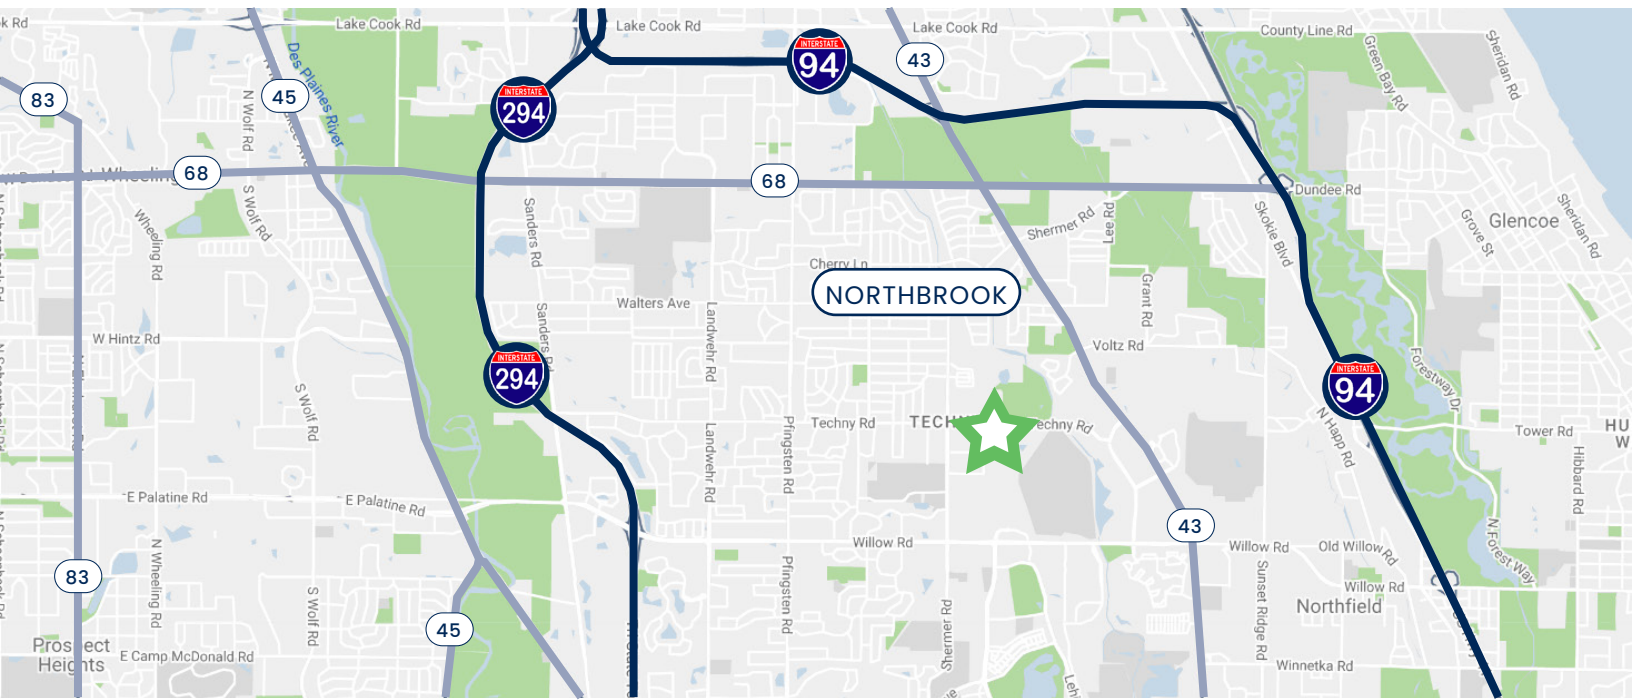 Lake Cook Rd
Lake Cook Rd
Lake Cook Rd
County Line Rd
Sheridan Rd
Green Bay Rd
Des Plaines River
INTERSTATE
94
43
45
83
INTERSTATE
294
N Wolf Rd
68
Wheeling
68
Dundee Rd
S Wolf Rd
Wheeling Rd
Sanders Rd
Shermer Rd
Lee Rd
Skokie Blvd
Grove St
Glencoe
Sheridan Rd
Cherry Ln
NORTHBROOK
Walters Ave
Landwehr Rd
Grant Rd
W Hintz Rd
Sanders Rd
Voltz Rd
INTERSTATE
294
INTERSTATE
94
Forestway Dr
S Wolf Rd
Techny Rd
TECHN
echny Rd
N Happ Rd
Tower Rd
HU
W
Landwehr Rd
Pfingsten Rd
Hibbard Rd
E Palatine Rd
E Palatine Rd
43
Willow Rd
Willow Rd
Old Willow Rd
N Forest Way
N Wheeling Rd
83
S Wolf Rd
Pfingsten Rd
Sunset Ridge Rd
Willow Rd
Northfield
Shermer Rd
45
Prospect
Heights
E Camp McDonald Rd
Winnetka Rd